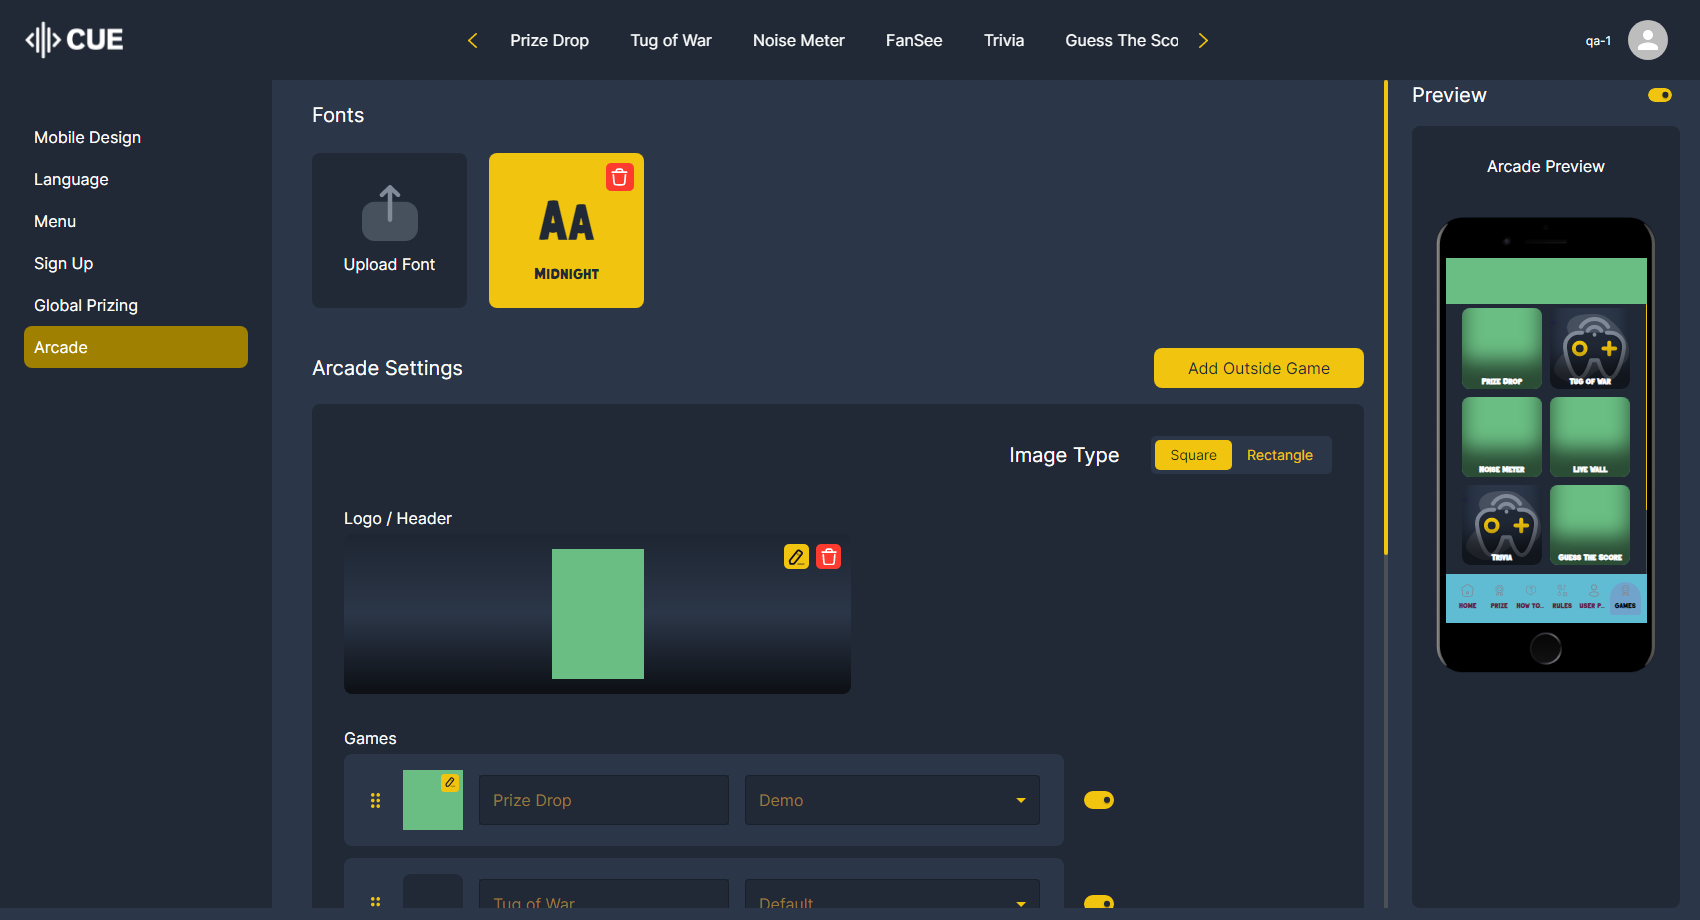 CUE
Prize Drop
Tug of War
Noise Meter
FanSee
Trivia
Guess The Sco
qa-1
Mobile Design
Language
Menu
Sign Up
Global Prizing
Arcade
Fonts
Upload Font
AA
MIDNIGHT
Arcade Settings
Add Outside Game
Image Type
Square
Rectangle
Logo / Header
Games
Prize Drop
Demo
Tug of War
Default
Preview
Arcade Preview
PRIZE DROP
TUG OF WAR
NOISE METER
LIVE WALL
TRIVIA
GUESS THE SCORE
HOME
PRIZE
HOW TO..
RULES
USER P..
GAMES